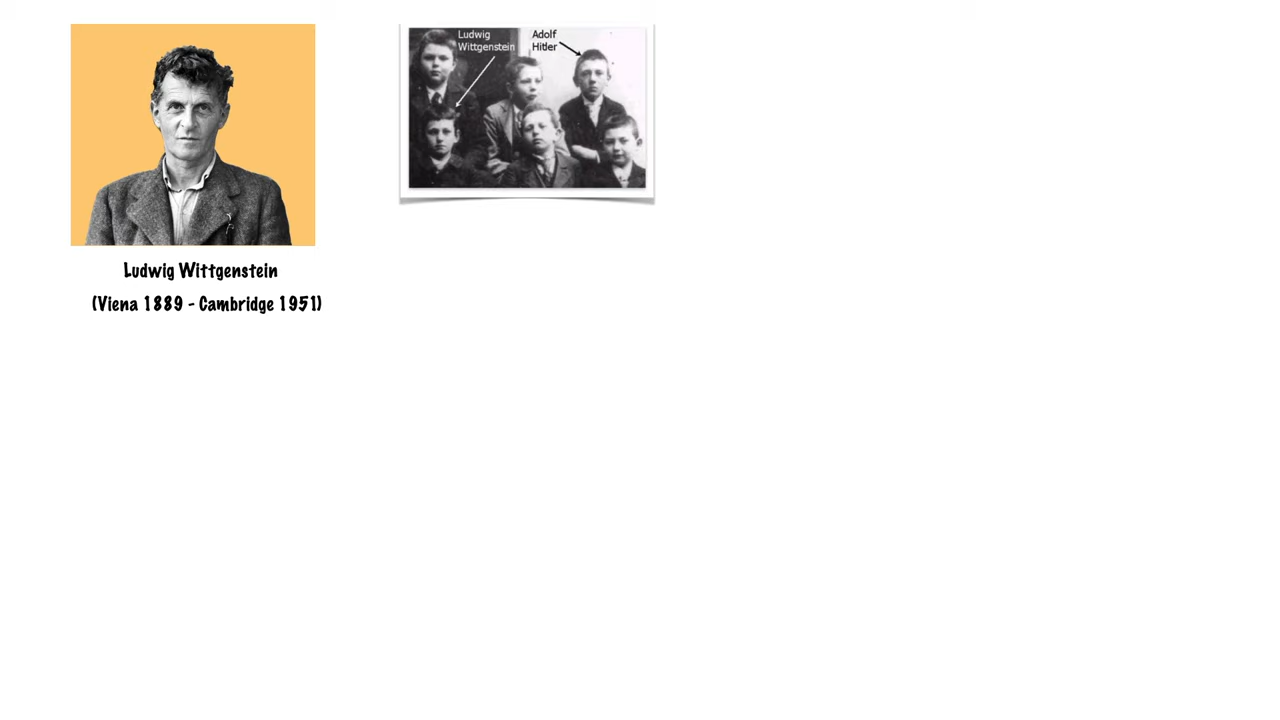 Ludwig Wittgenstein
(Viena 1889 - Cambridge 1951)
Ludwig
Wittgenstein
Adolf
Hitler